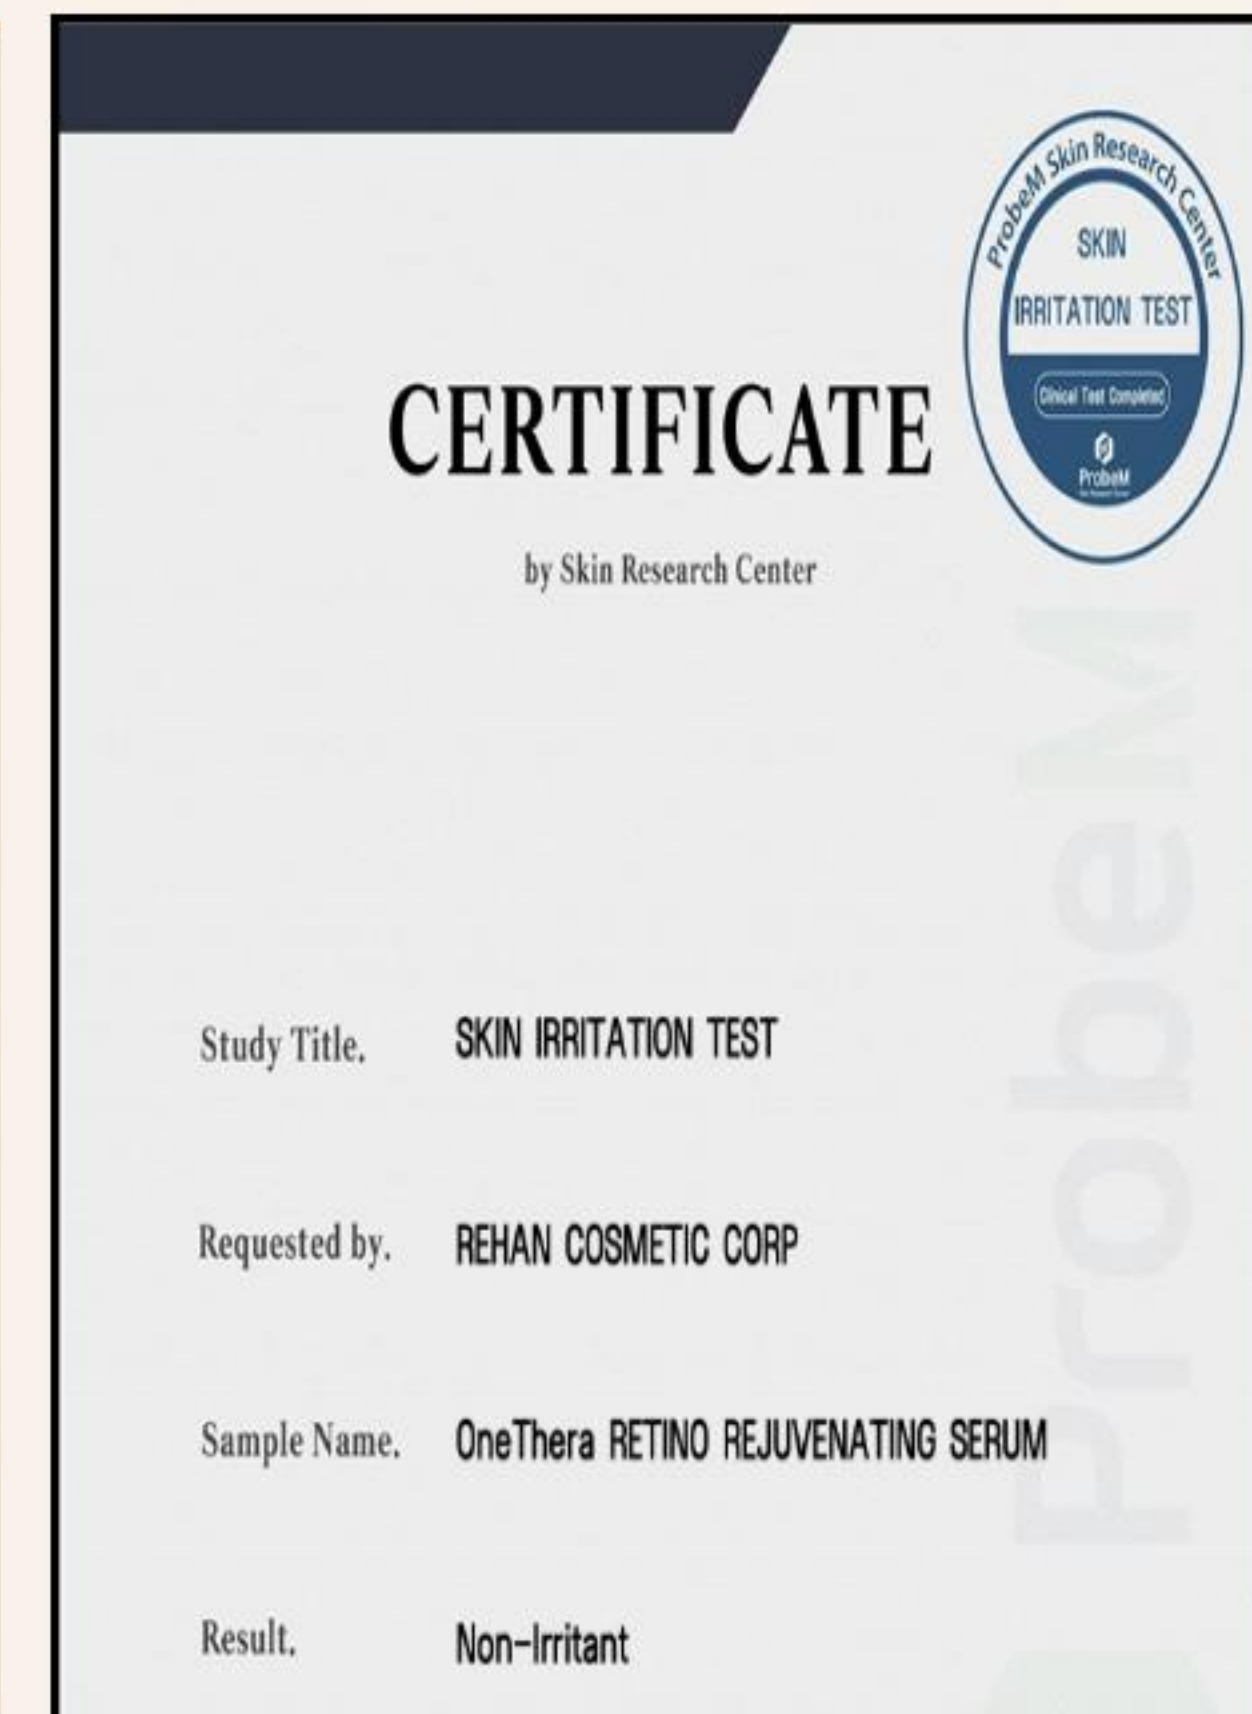 ProbeM Skin Research Center
SKIN
IRRITATION TEST
Clinical Test Completed
ProbeM
CERTIFICATE
by Skin Research Center
Study Title. SKIN IRRITATION TEST
Requested by. REHAN COSMETIC CORP
Sample Name. OneThera RETINO REJUVENATING SERUM
Result. Non-Irritant
ProbeM